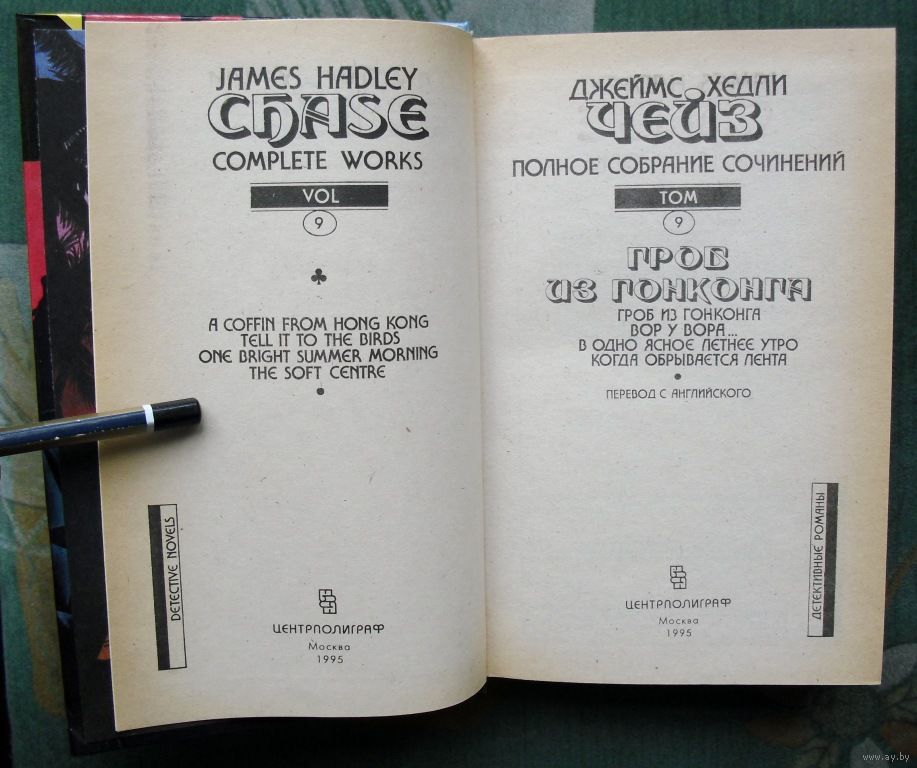 JAMES HADLEY
CHASE
COMPLETE WORKS
VOL
9
A COFFIN FROM HONG KONG
TELL IT TO THE BIRDS
ONE BRIGHT SUMMER MORNING
THE SOFT CENTRE
DETECTIVE NOVELS
ЦЕНТРПОЛИГРАФ
Москва
1995
ДЖЕЙМС ХЕДЛИ
ЧЕЙЗ
ПОЛНОЕ СОБРАНИЕ СОЧИНЕНИЙ
ТОМ
9
ГРОБ
ИЗ ГОНКОНГА
ГРОБ ИЗ ГОНКОНГА
ВОР У ВОРА...
В ОДНО ЯСНОЕ ЛЕТНЕЕ УТРО
КОГДА ОБРЫВАЕТСЯ ЛЕНТА
ПЕРЕВОД С АНГЛИЙСКОГО
ДЕТЕКТИВНЫЕ РОМАНЫ
ЦЕНТРПОЛИГРАФ
Москва
1995
www.ay.by